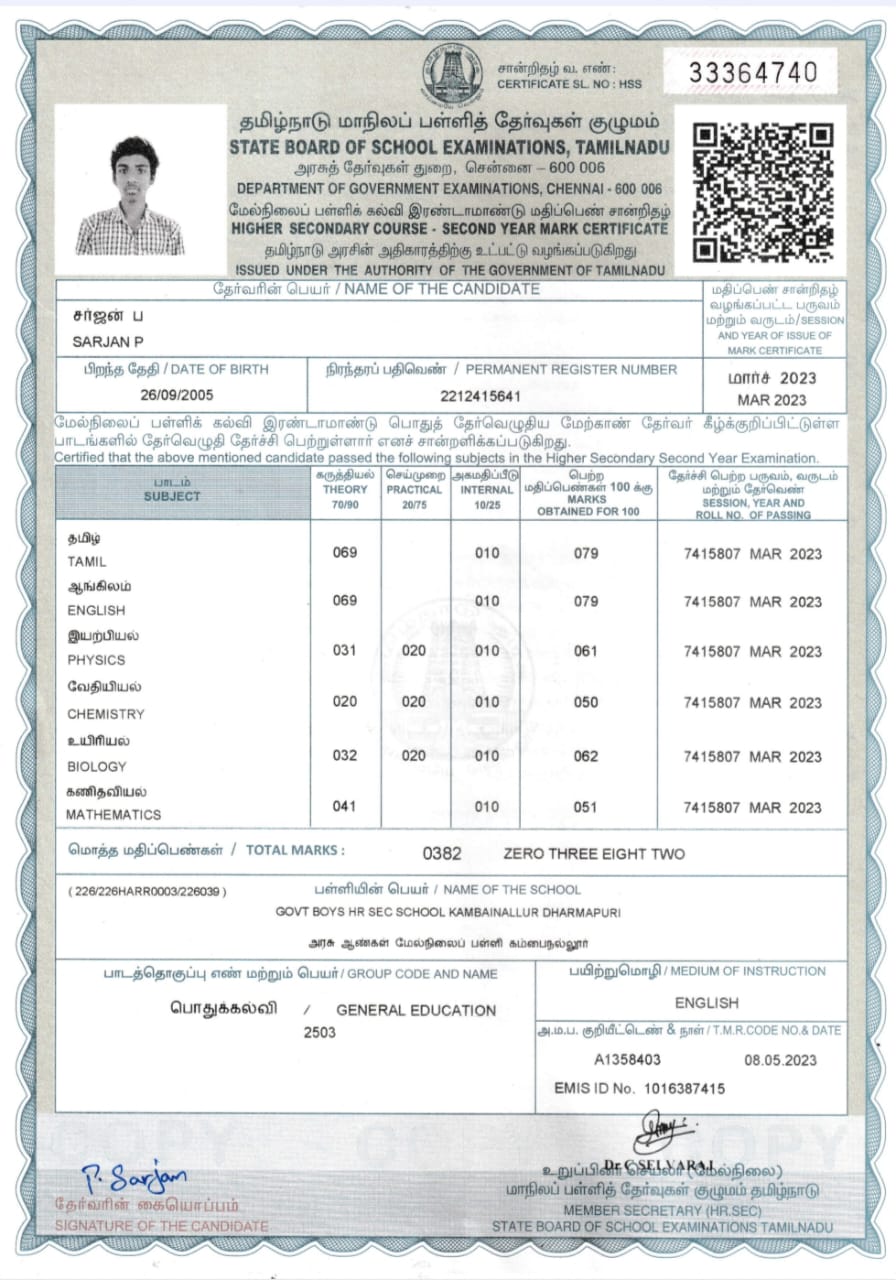 சான்றிதழ் வ. எண்:
CERTIFICATE SL. NO : HSS
33364740
தமிழ்நாடு மாநிலப் பள்ளித் தேர்வுகள் குழுமம்
STATE BOARD OF SCHOOL EXAMINATIONS, TAMILNADU
அரசுத் தேர்வுகள் துறை, சென்னை – 600 006
DEPARTMENT OF GOVERNMENT EXAMINATIONS, CHENNAI - 600 006
மேல்நிலைப் பள்ளிக் கல்வி இரண்டாமாண்டு மதிப்பெண் சான்றிதழ்
HIGHER SECONDARY COURSE - SECOND YEAR MARK CERTIFICATE
தமிழ்நாடு அரசின் அதிகாரத்திற்கு உட்பட்டு வழங்கப்படுகிறது
ISSUED UNDER THE AUTHORITY OF THE GOVERNMENT OF TAMILNADU
தேர்வரின் பெயர் / NAME OF THE CANDIDATE
சர்ஜன் ப
SARJAN P
மதிப்பெண் சான்றிதழ்
வழங்கப்பட்ட பருவம்
மற்றும் வருடம்/SESSION
AND YEAR OF ISSUE OF
MARK CERTIFICATE
பிறந்த தேதி / DATE OF BIRTH
26/09/2005
நிரந்தரப் பதிவெண் / PERMANENT REGISTER NUMBER
2212415641
மார்ச் 2023
MAR 2023
மேல்நிலைப் பள்ளிக் கல்வி இரண்டாமாண்டு பொதுத் தேர்வெழுதிய மேற்காண் தேர்வர் கீழ்க்குறிப்பிட்டுள்ள
பாடங்களில் தேர்வெழுதி தேர்ச்சி பெற்றுள்ளார் எனச் சான்றளிக்கப்படுகிறது.
Certified that the above mentioned candidate passed the following subjects in the Higher Secondary Second Year Examination.
பாடம்
SUBJECT
கருத்தியல்
THEORY
70/90
செய்முறை
PRACTICAL
20/75
அகமதிப்பீடு
INTERNAL
10/25
பெற்ற
மதிப்பெண்கள் 100 க்கு
MARKS
OBTAINED FOR 100
தேர்ச்சி பெற்ற பருவம், வருடம்
மற்றும் தேர்வெண்
SESSION, YEAR AND
ROLL NO. OF PASSING
தமிழ்
TAMIL 069 010 079 7415807 MAR 2023
ஆங்கிலம்
ENGLISH 069 010 079 7415807 MAR 2023
இயற்பியல்
PHYSICS 031 020 010 061 7415807 MAR 2023
வேதியியல்
CHEMISTRY 020 020 010 050 7415807 MAR 2023
உயிரியல்
BIOLOGY 032 020 010 062 7415807 MAR 2023
கணிதவியல்
MATHEMATICS 041 010 051 7415807 MAR 2023
மொத்த மதிப்பெண்கள் / TOTAL MARKS : 0382 ZERO THREE EIGHT TWO
( 226/226HARR0003/226039 ) பள்ளியின் பெயர் / NAME OF THE SCHOOL
GOVT BOYS HR SEC SCHOOL KAMBAINALLUR DHARMAPURI
அரசு ஆண்கள் மேல்நிலைப் பள்ளி கம்பைநல்லூர்
பாடத்தொகுப்பு எண் மற்றும் பெயர் / GROUP CODE AND NAME
பொதுக்கல்வி / GENERAL EDUCATION
2503
பயிற்றுமொழி / MEDIUM OF INSTRUCTION
ENGLISH
அ.ம.ப. குறியீட்டெண் & நாள் / T.M.R.CODE NO.& DATE
A1358403 08.05.2023
EMIS ID No. 1016387415
COPY
COPY
P. Sarjan
தேர்வரின் கையொப்பம்
SIGNATURE OF THE CANDIDATE
Dr C SELVARAJ
உறுப்பினர் செயலர் (மேல்நிலை)
மாநிலப் பள்ளித் தேர்வுகள் குழுமம் தமிழ்நாடு
MEMBER SECRETARY (HR.SEC)
STATE BOARD OF SCHOOL EXAMINATIONS TAMILNADU